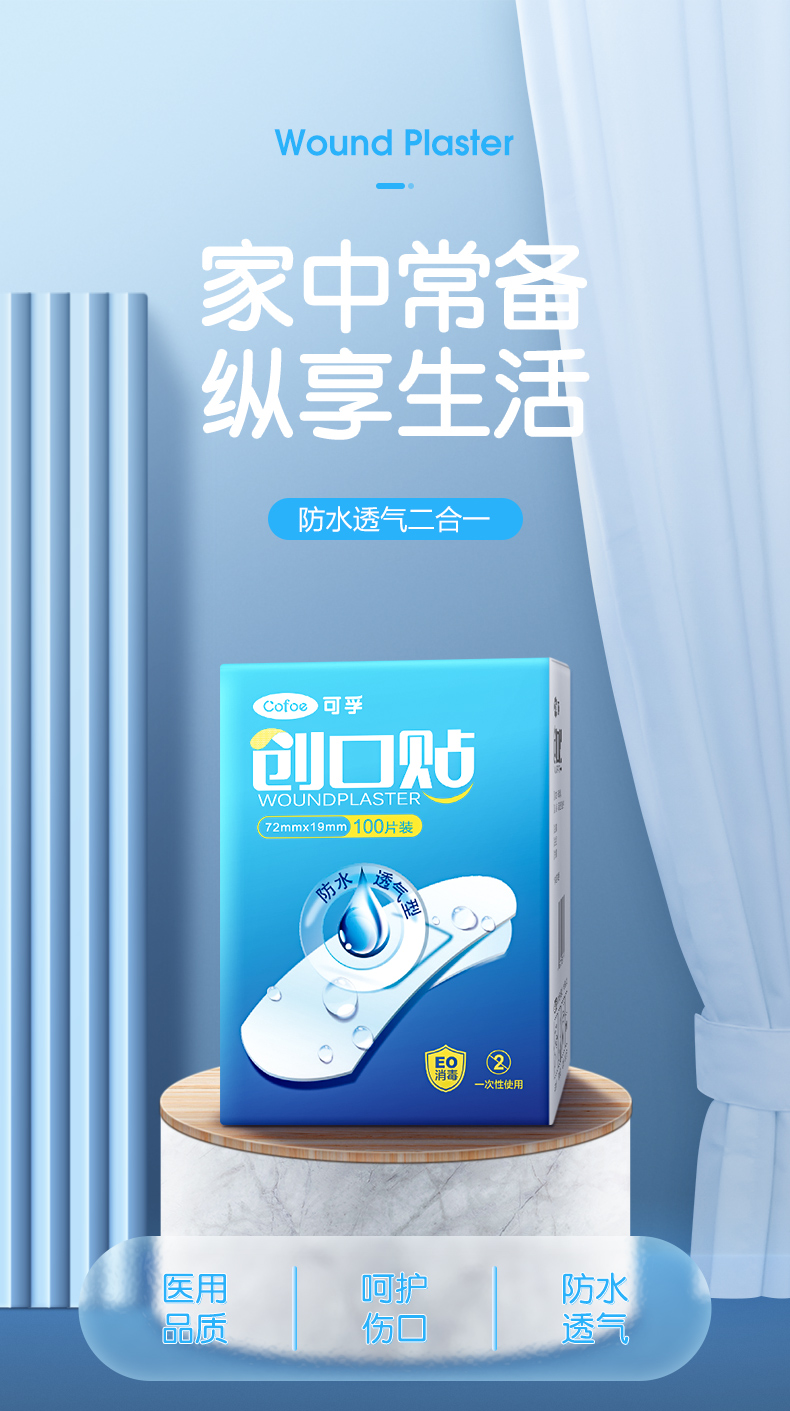 Wound Plaster
家中常备
纵享生活
防水透气二合一
Cofoe 可孚
创口贴
WOUNDPLASTER
72mmx19mm 100片装
防水 透气型
EO
消毒
2
一次性使用
医用
品质
呵护
伤口
防水
透气